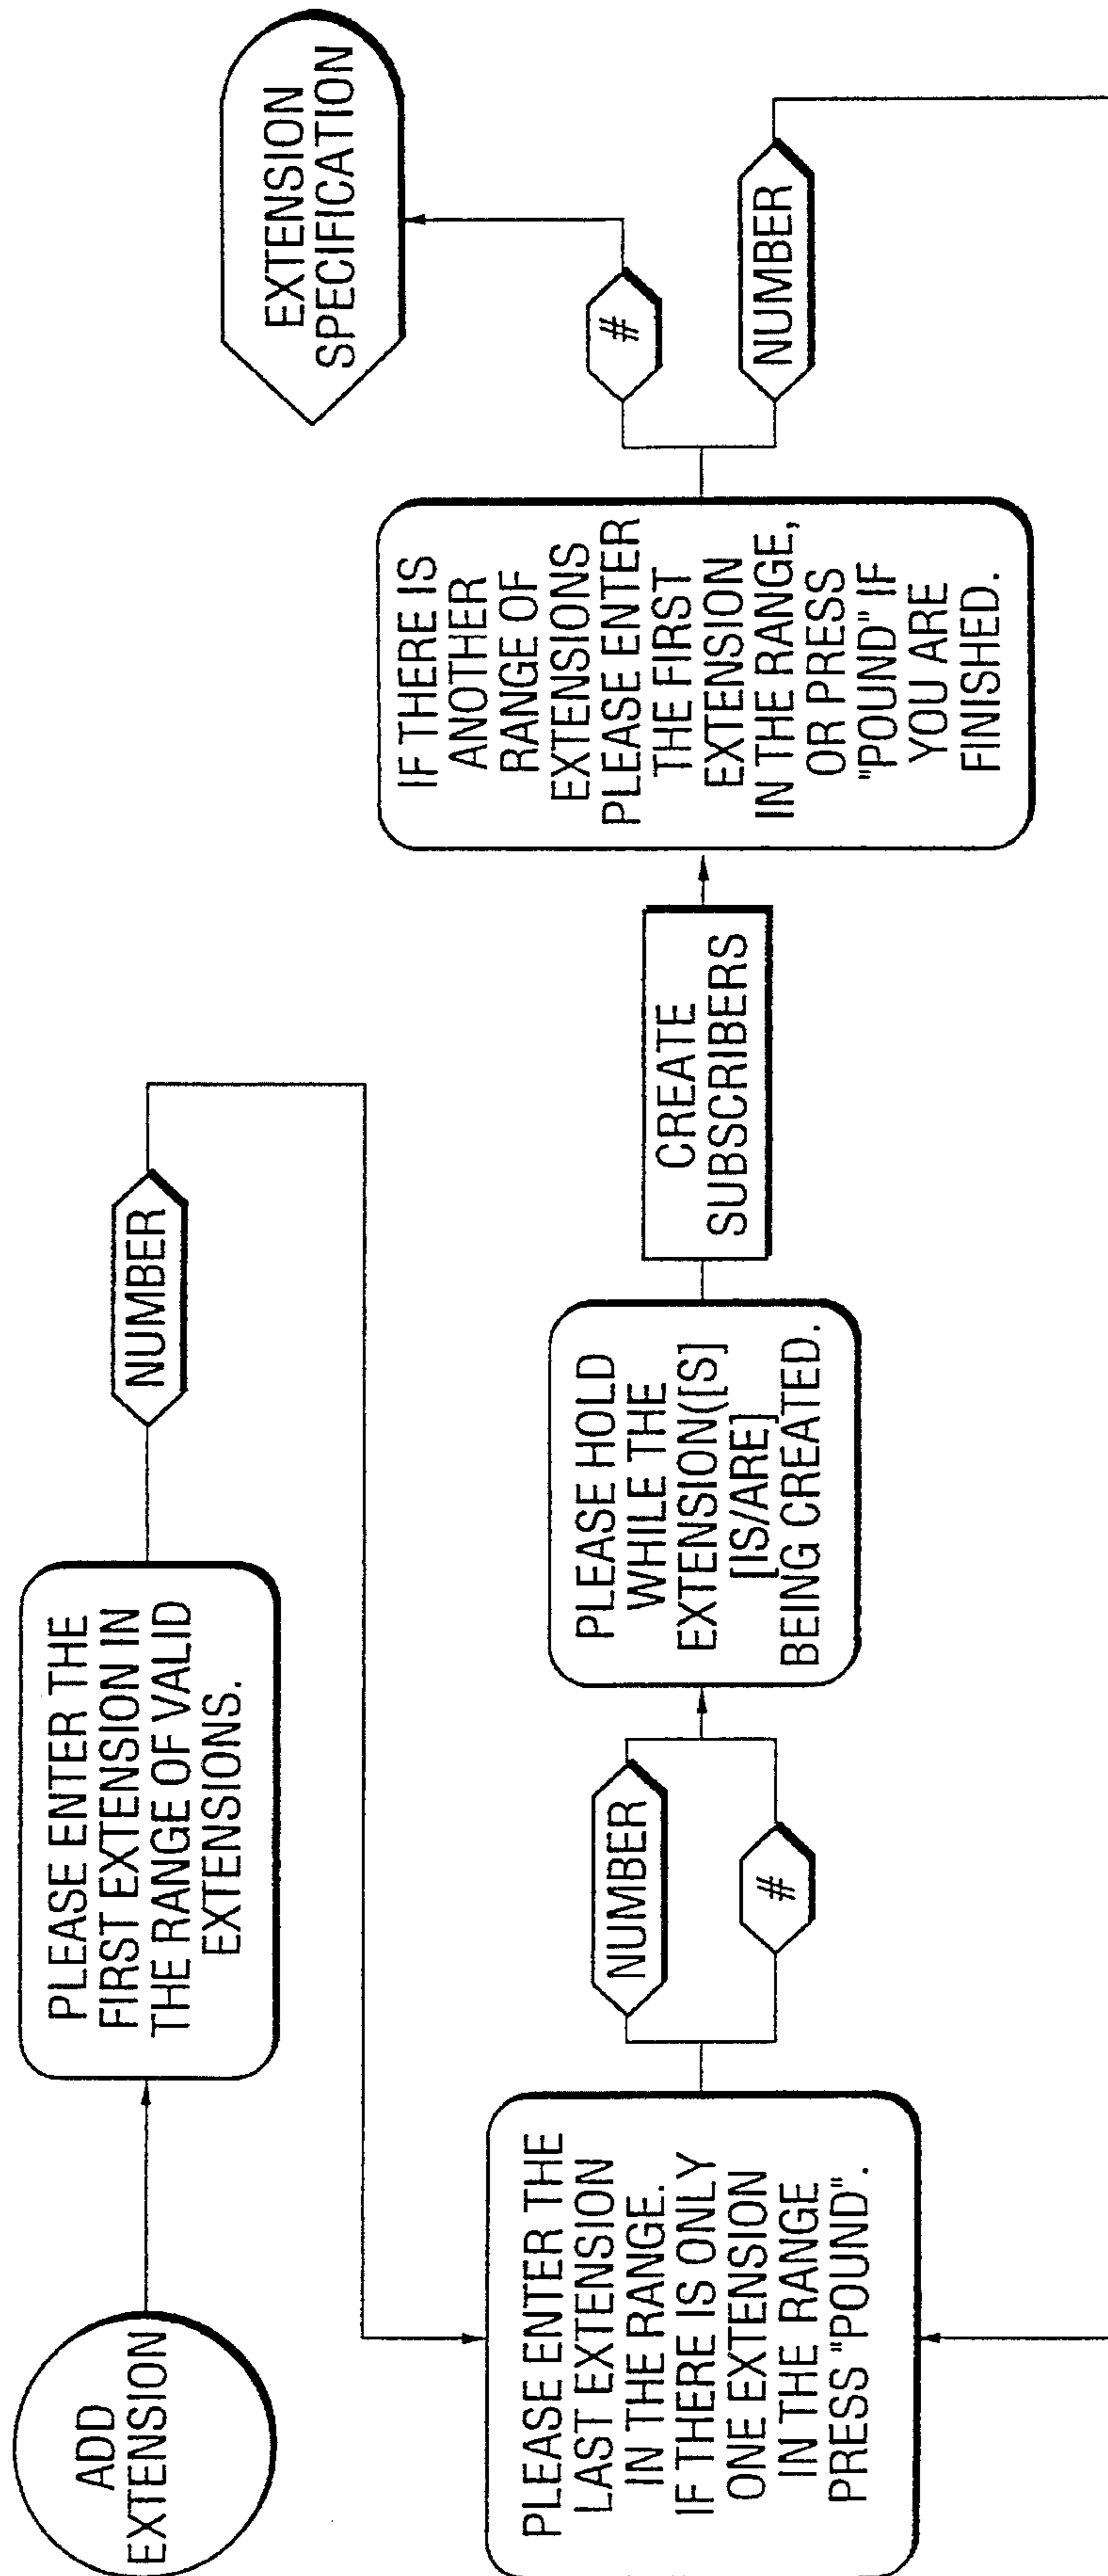 ADD
EXTENSION
PLEASE ENTER THE
FIRST EXTENSION IN
THE RANGE OF VALID
EXTENSIONS.
NUMBER
PLEASE ENTER THE
LAST EXTENSION
IN THE RANGE.
IF THERE IS ONLY
ONE EXTENSION
IN THE RANGE
PRESS "POUND".
NUMBER
#
PLEASE HOLD
WHILE THE
EXTENSION([S]
[IS/ARE]
BEING CREATED.
CREATE
SUBSCRIBERS
IF THERE IS
ANOTHER
RANGE OF
EXTENSIONS
PLEASE ENTER
THE FIRST
EXTENSION
IN THE RANGE,
OR PRESS
"POUND" IF
YOU ARE
FINISHED.
#
NUMBER
EXTENSION
SPECIFICATION